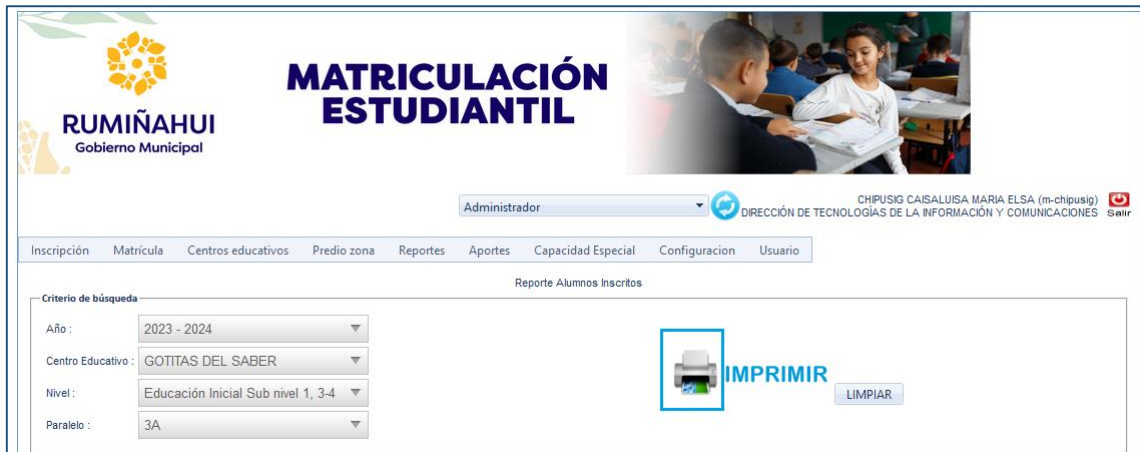 RUMIÑAHUI
Gobierno Municipal
MATRICULACIÓN
ESTUDIANTIL
Administrador
CHIPUSIG CAISALUISA MARIA ELSA (m-chipusig)
DIRECCIÓN DE TECNOLOGÍAS DE LA INFORMACIÓN Y COMUNICACIONES
Salir
Inscripción Matrícula Centros educativos Predio zona Reportes Aportes Capacidad Especial Configuracion Usuario
Reporte Alumnos Inscritos
Criterio de búsqueda
Año : 2023 - 2024
Centro Educativo : GOTITAS DEL SABER
Nivel : Educación Inicial Sub nivel 1, 3-4
Paralelo : 3A
IMPRIMIR
LIMPIAR